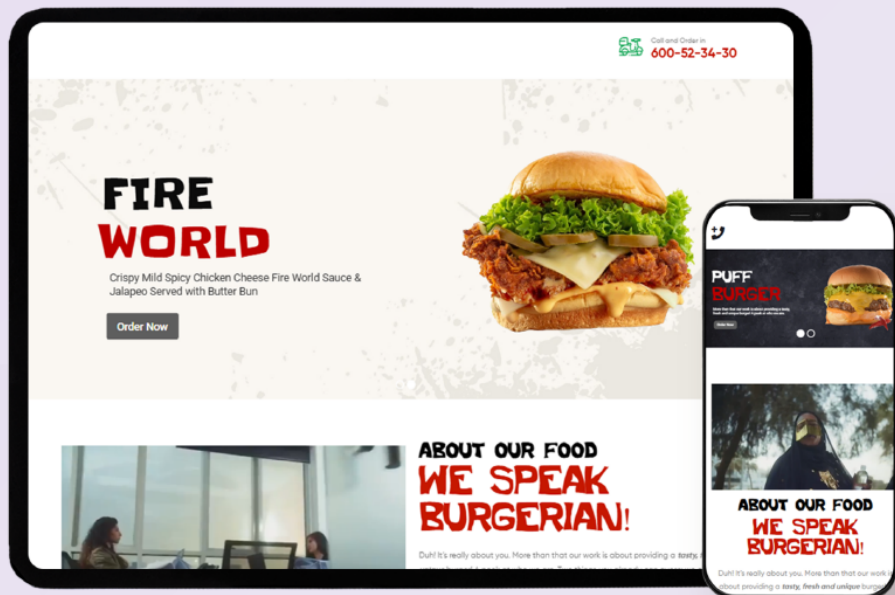 Call and Order in
600-52-34-30
FIRE
WORLD
Crispy Mild Spicy Chicken Cheese Fire World Sauce &
Jalapeo Served with Butter Bun
Order Now
ABOUT OUR FOOD
WE SPEAK
BURGERIAN!
Duh! It's really about you. More than that our work is about providing a tasty,
PUFF
BURGER
Order Now
ABOUT OUR FOOD
WE SPEAK
BURGERIAN!
Duh! It's really about you. More than that our work is
about providing a tasty, fresh and unique burger